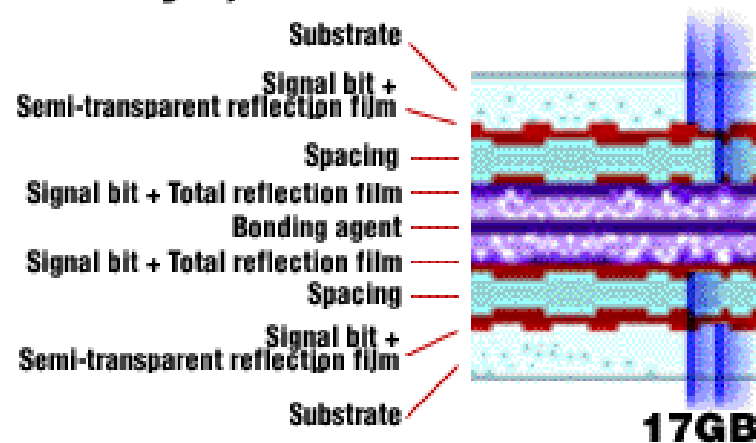 Substrate
Signal bit +
Semi-transparent reflection film
Spacing
Signal bit + Total reflection film
Bonding agent
Signal bit + Total reflection film
Spacing
Signal bit +
Semi-transparent reflection film
Substrate
17GB